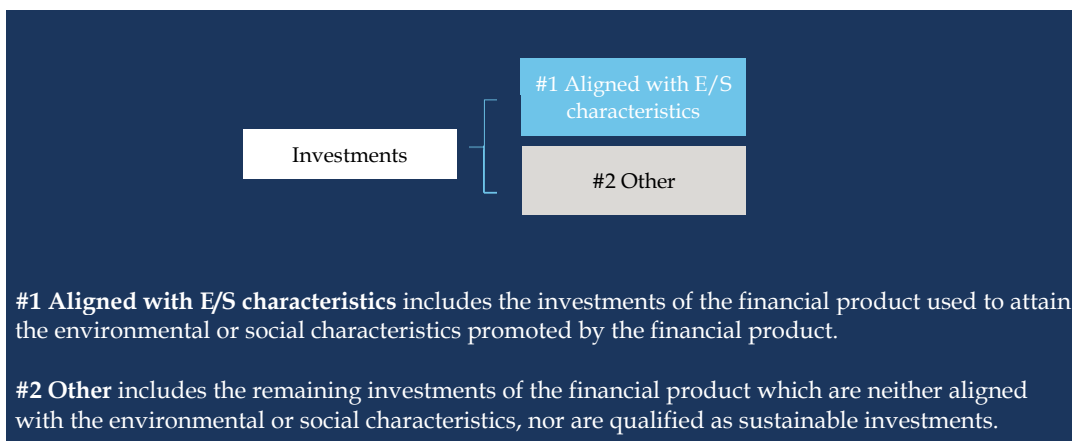 #1 Aligned with E/S
characteristics
Investments
#2 Other
#1 Aligned with E/S characteristics includes the investments of the financial product used to attain
the environmental or social characteristics promoted by the financial product.
#2 Other includes the remaining investments of the financial product which are neither aligned
with the environmental or social characteristics, nor are qualified as sustainable investments.